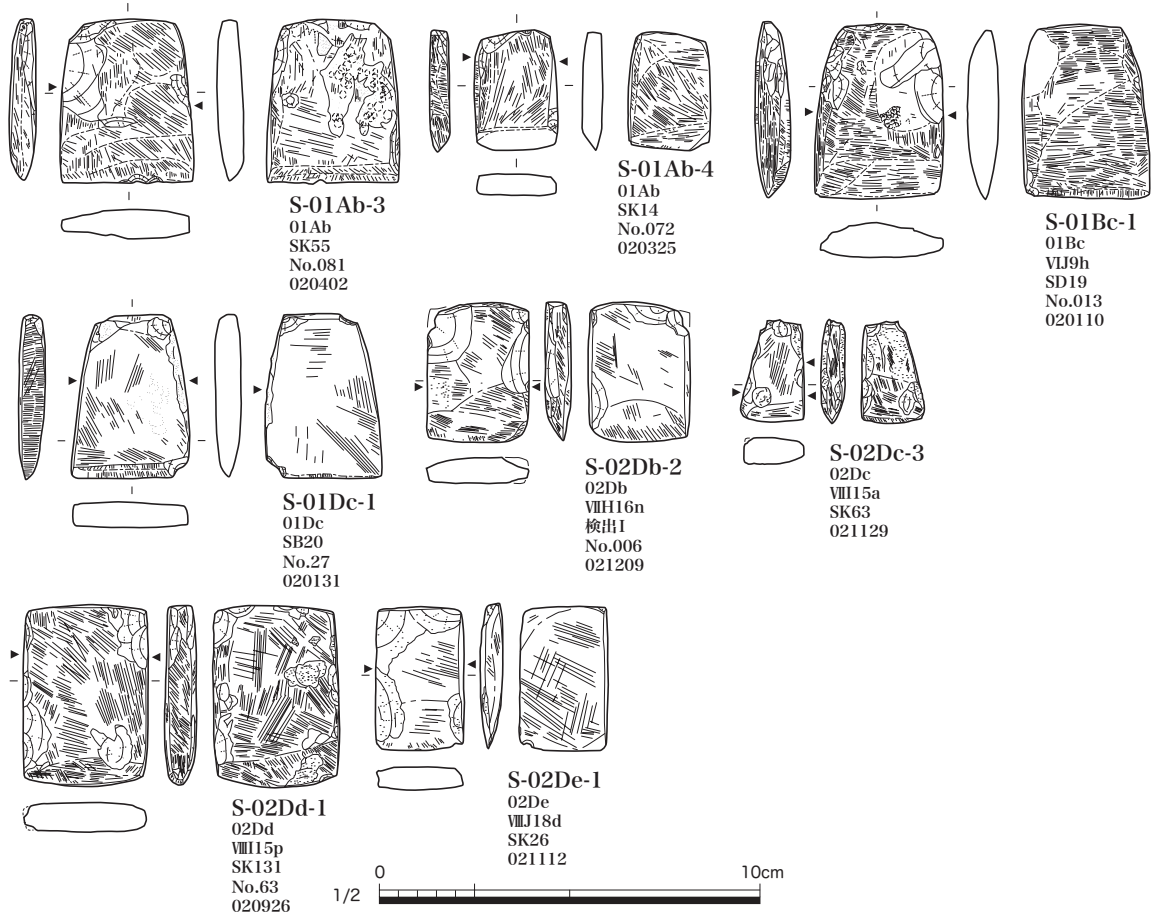 S-01Ab-3
01Ab
SK55
No.081
020402
S-01Ab-4
01Ab
SK14
No.072
020325
S-01Bc-1
01Bc
ⅥJ9h
SD19
No.013
020110
S-01Dc-1
01Dc
SB20
No.27
020131
S-02Db-2
02Db
ⅦH16n
検出Ⅰ
No.006
021209
S-02Dc-3
02Dc
ⅦI15a
SK63
021129
S-02Dd-1
02Dd
ⅧI15p
SK131
No.63
020926
S-02De-1
02De
ⅧJ18d
SK26
021112
1/2
0
10cm